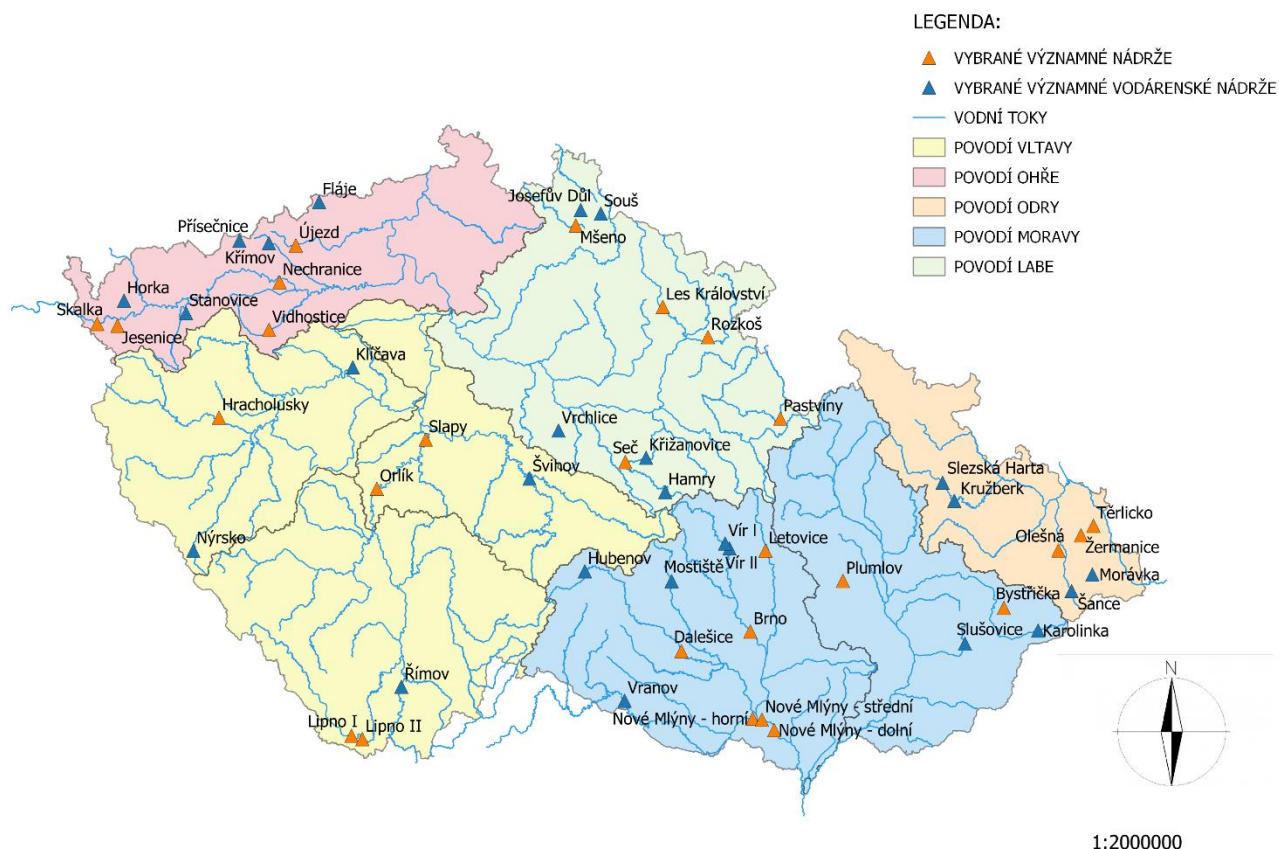 LEGENDA:
VYBRANÉ VÝZNAMNÉ NÁDRŽE
VYBRANÉ VÝZNAMNÉ VODÁRENSKÉ NÁDRŽE
VODNÍ TOKY
POVODÍ VLTAVY
POVODÍ OHŘE
POVODÍ ODRY
POVODÍ MORAVY
POVODÍ LABE
Fláje
Josefův Důl
Souš
Přísečnice
Újezd
Mšeno
Křímov
Nechranice
Horka
Stanovice
Les Království
Skalka
Jesenice
Vidhostice
Rozkoš
Klíčava
Hracholusky
Pastviny
Slapy
Vrchlice
Seč
Křižanovice
Orlík
Švihov
Hamry
Slezská Harta
Kružberk
Těrlicko
Olešná
Žermanice
Nýrsko
Vír I
Letovice
Vír II
Hubenov
Mostiště
Plumlov
Morávka
Šánce
Bystřička
Brno
Karolinka
Dalešice
Slušovice
Římov
Vranov
Nové Mlýny - střední
Nové Mlýny - horní
Nové Mlýny - dolní
Lipno I
Lipno II
N
1:2000000